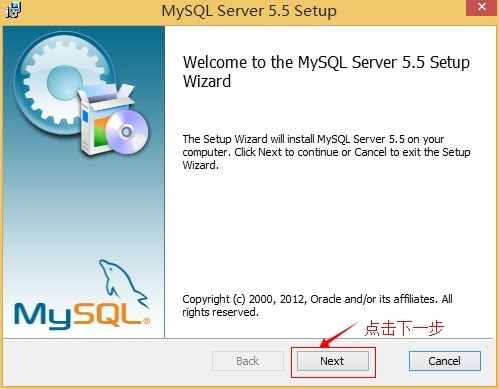 MySQL Server 5.5 Setup
Welcome to the MySQL Server 5.5 Setup
Wizard
The Setup Wizard will install MySQL Server 5.5 on your
computer. Click Next to continue or Cancel to exit the Setup
Wizard.
MySQL®
Copyright (c) 2000, 2012, Oracle and/or its affiliates. All
rights reserved.
点击下一步
Back
Next
Cancel